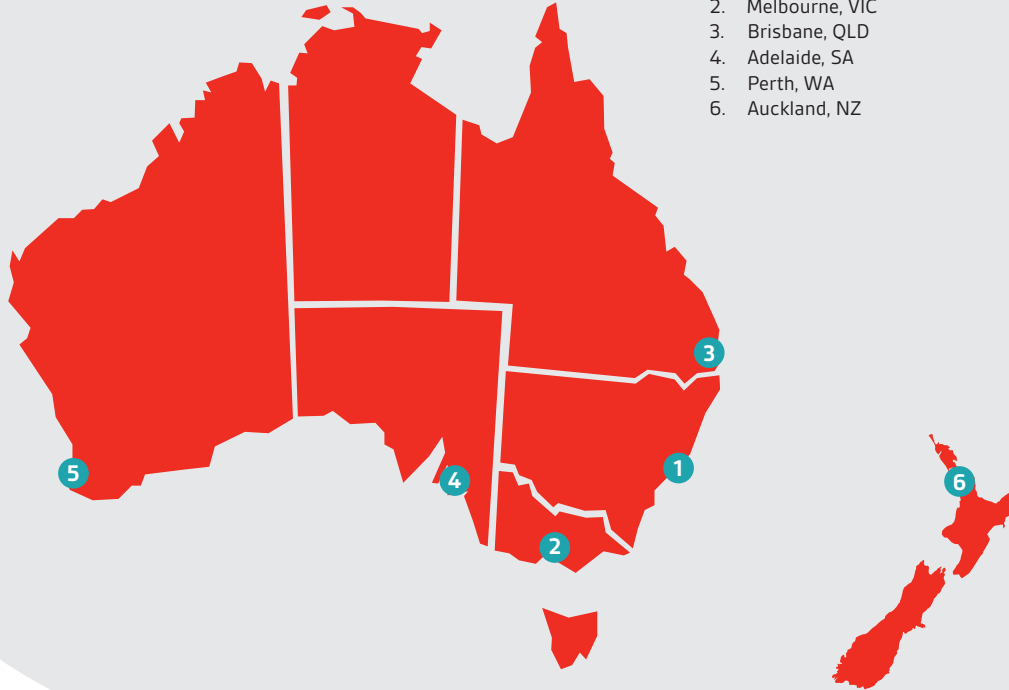 2. Melbourne, VIC
3. Brisbane, QLD
4. Adelaide, SA
5. Perth, WA
6. Auckland, NZ
3
1
5
4
6
2